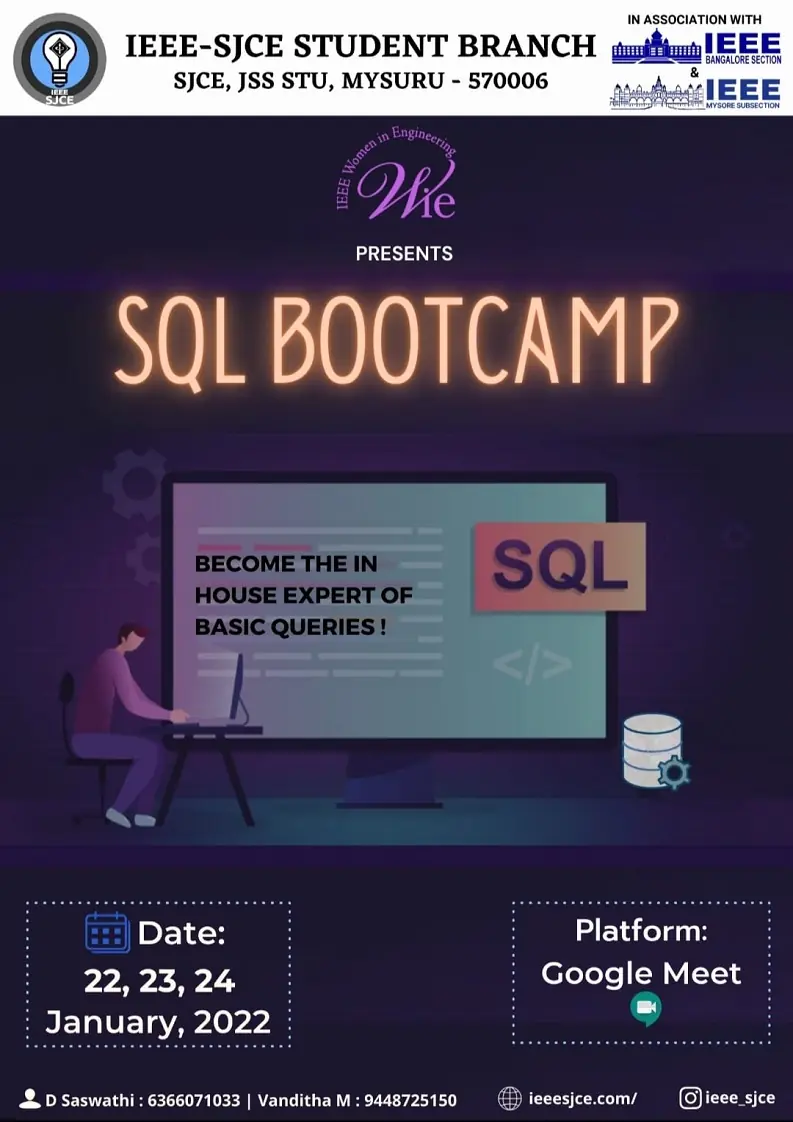 IEEE
SJCE
IEEE-SJCE STUDENT BRANCH
SJCE, JSS STU, MYSURU - 570006
IN ASSOCIATION WITH
IEEE
BANGALORE SECTION
&
IEEE
MYSORE SUBSECTION
IEEE Women in Engineering
Wie
PRESENTS
SQL BOOTCAMP
BECOME THE IN
HOUSE EXPERT OF
BASIC QUERIES !
SQL
</>
Date:
22, 23, 24
January, 2022
Platform:
Google Meet
D Saswathi : 6366071033 | Vanditha M : 9448725150
ieeesjce.com/
ieee_sjce